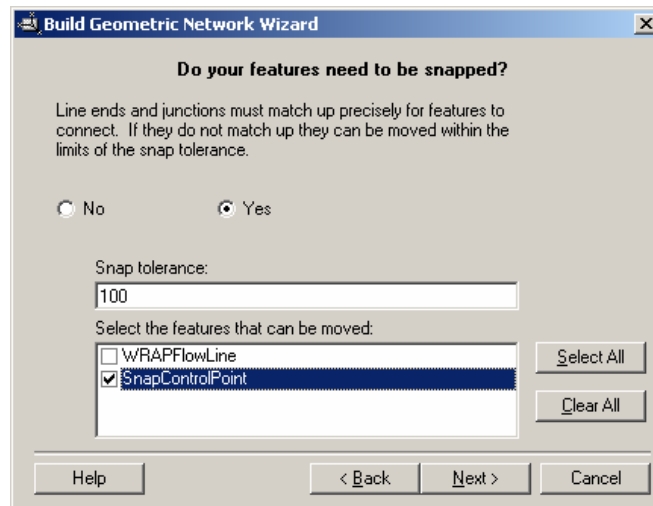 Build Geometric Network Wizard
Do your features need to be snapped?
Line ends and junctions must match up precisely for features to
connect. If they do not match up they can be moved within the
limits of the snap tolerance.
No Yes
Snap tolerance:
100
Select the features that can be moved:
WRAPFlowLine
SnapControlPoint
Select All
Clear All
Help < Back Next > Cancel